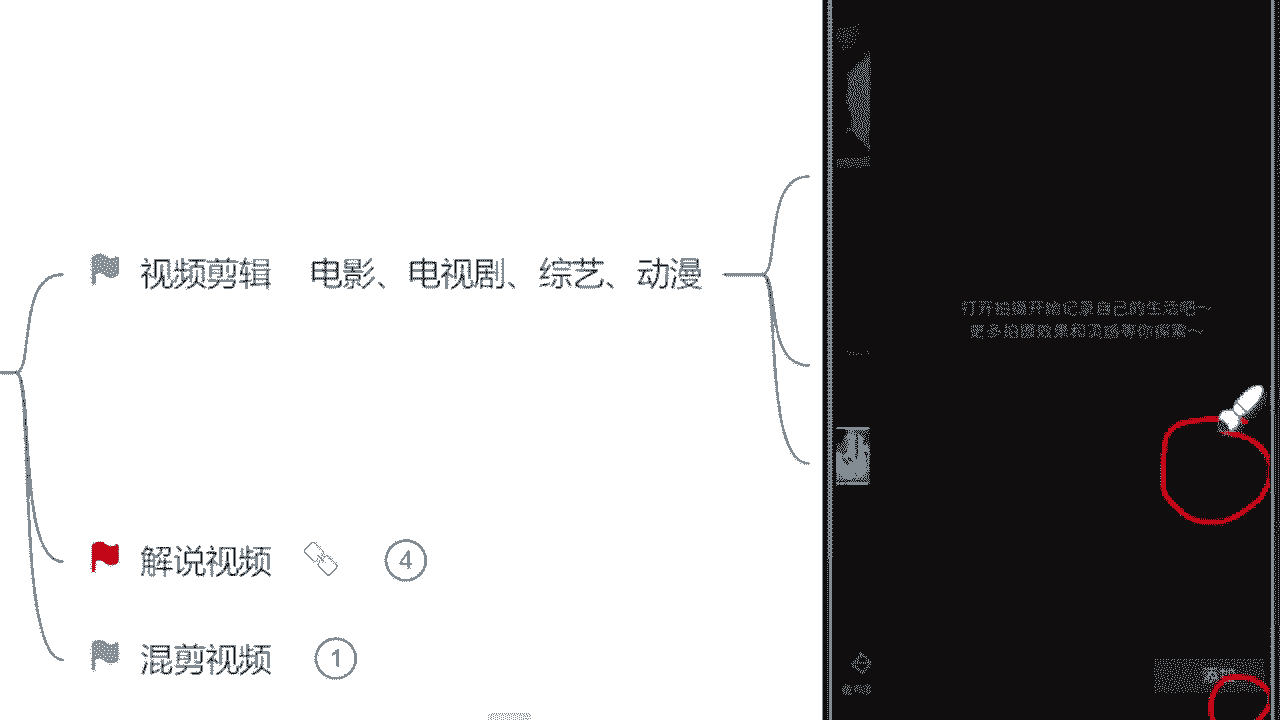 视频剪辑 电影、电视剧、综艺、动漫
解说视频 4
混剪视频 1
打开拍摄开始记录自己的生活吧~
更多拍摄效果和灵感等你探索~